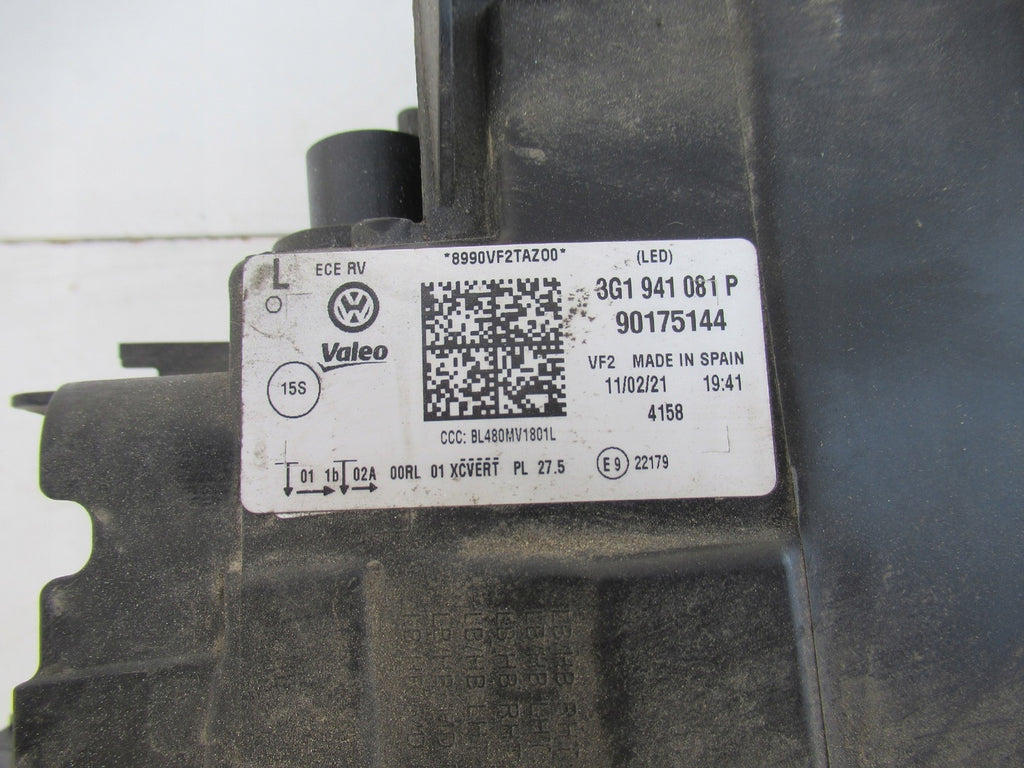 L
ECE RV
*8990VF2TAZ00*
(LED)
3G1 941 081 P
90175144
Valeo
15S
VF2 MADE IN SPAIN
11/02/21 19:41
4158
CCC: BL480MV1801L
01 1b 02A 00RL 01 XCVERT PL 27.5
E9 22179